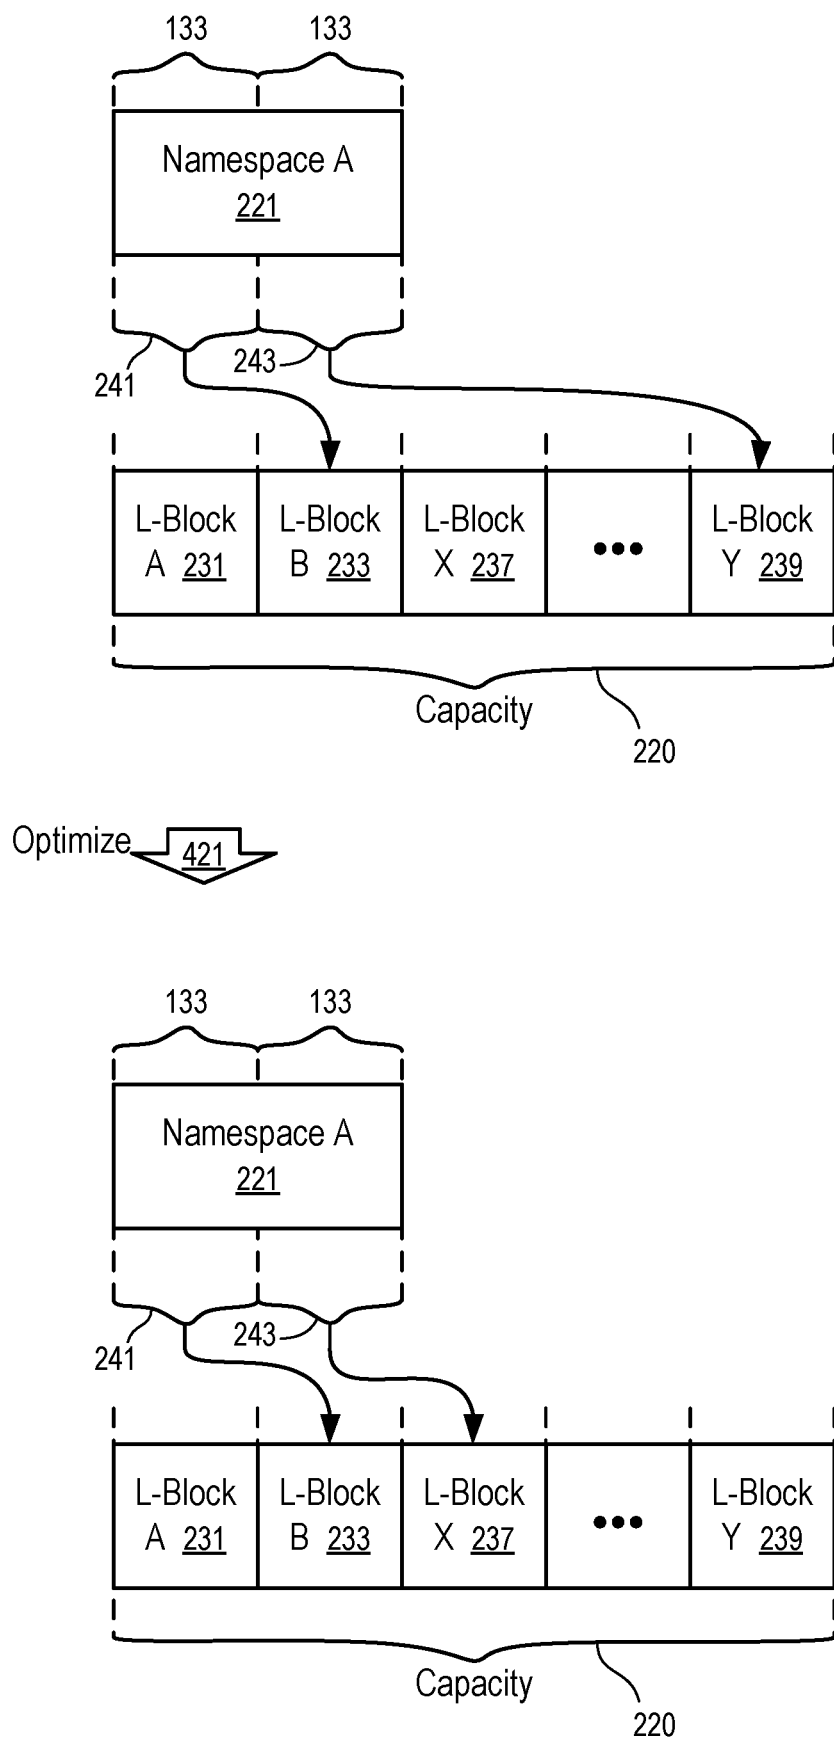 133 133
Namespace A
221
241 243
L-Block L-Block L-Block L-Block
A 231 B 233 X 237 ••• Y 239
Capacity
220
Optimize 421
133 133
Namespace A
221
241 243
L-Block L-Block L-Block L-Block
A 231 B 233 X 237 ••• Y 239
Capacity
220